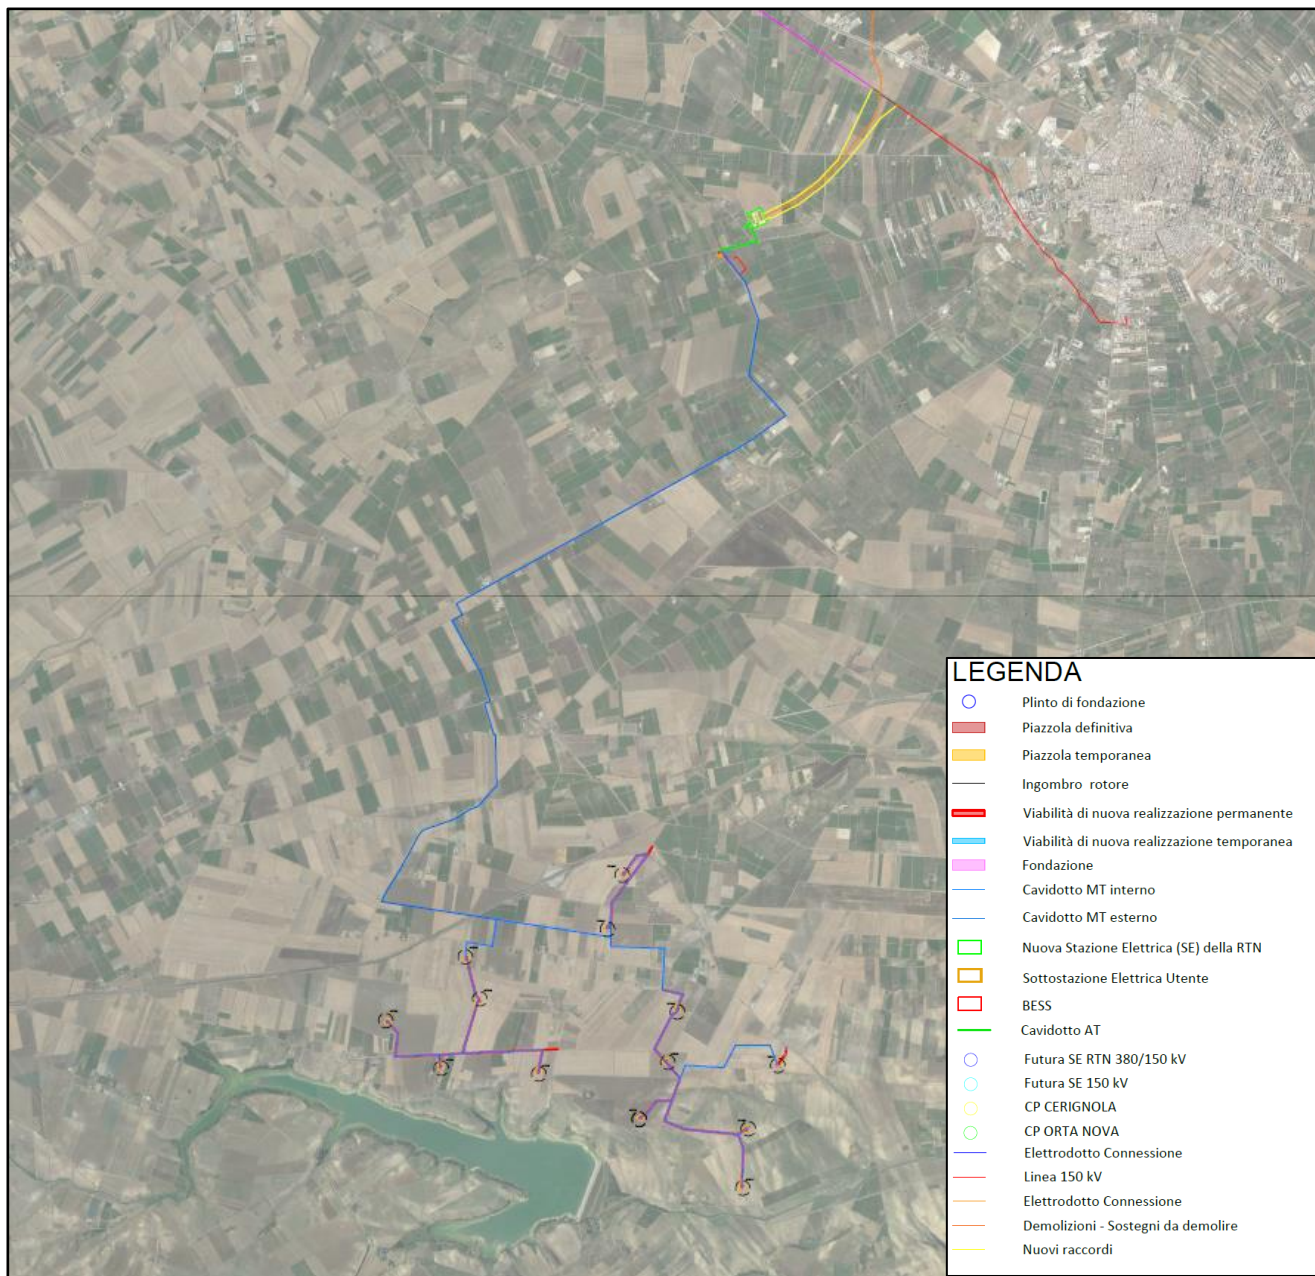 LEGENDA
Plinto di fondazione
Piazzola definitiva
Piazzola temporanea
Ingombro rotore
Viabilità di nuova realizzazione permanente
Viabilità di nuova realizzazione temporanea
Fondazione
Cavidotto MT interno
Cavidotto MT esterno
Nuova Stazione Elettrica (SE) della RTN
Sottostazione Elettrica Utente
BESS
Cavidotto AT
Futura SE RTN 380/150 kV
Futura SE 150 kV
CP CERIGNOLA
CP ORTA NOVA
Elettrodotto Connessione
Linea 150 kV
Elettrodotto Connessione
Demolizioni - Sostegni da demolire
Nuovi raccordi